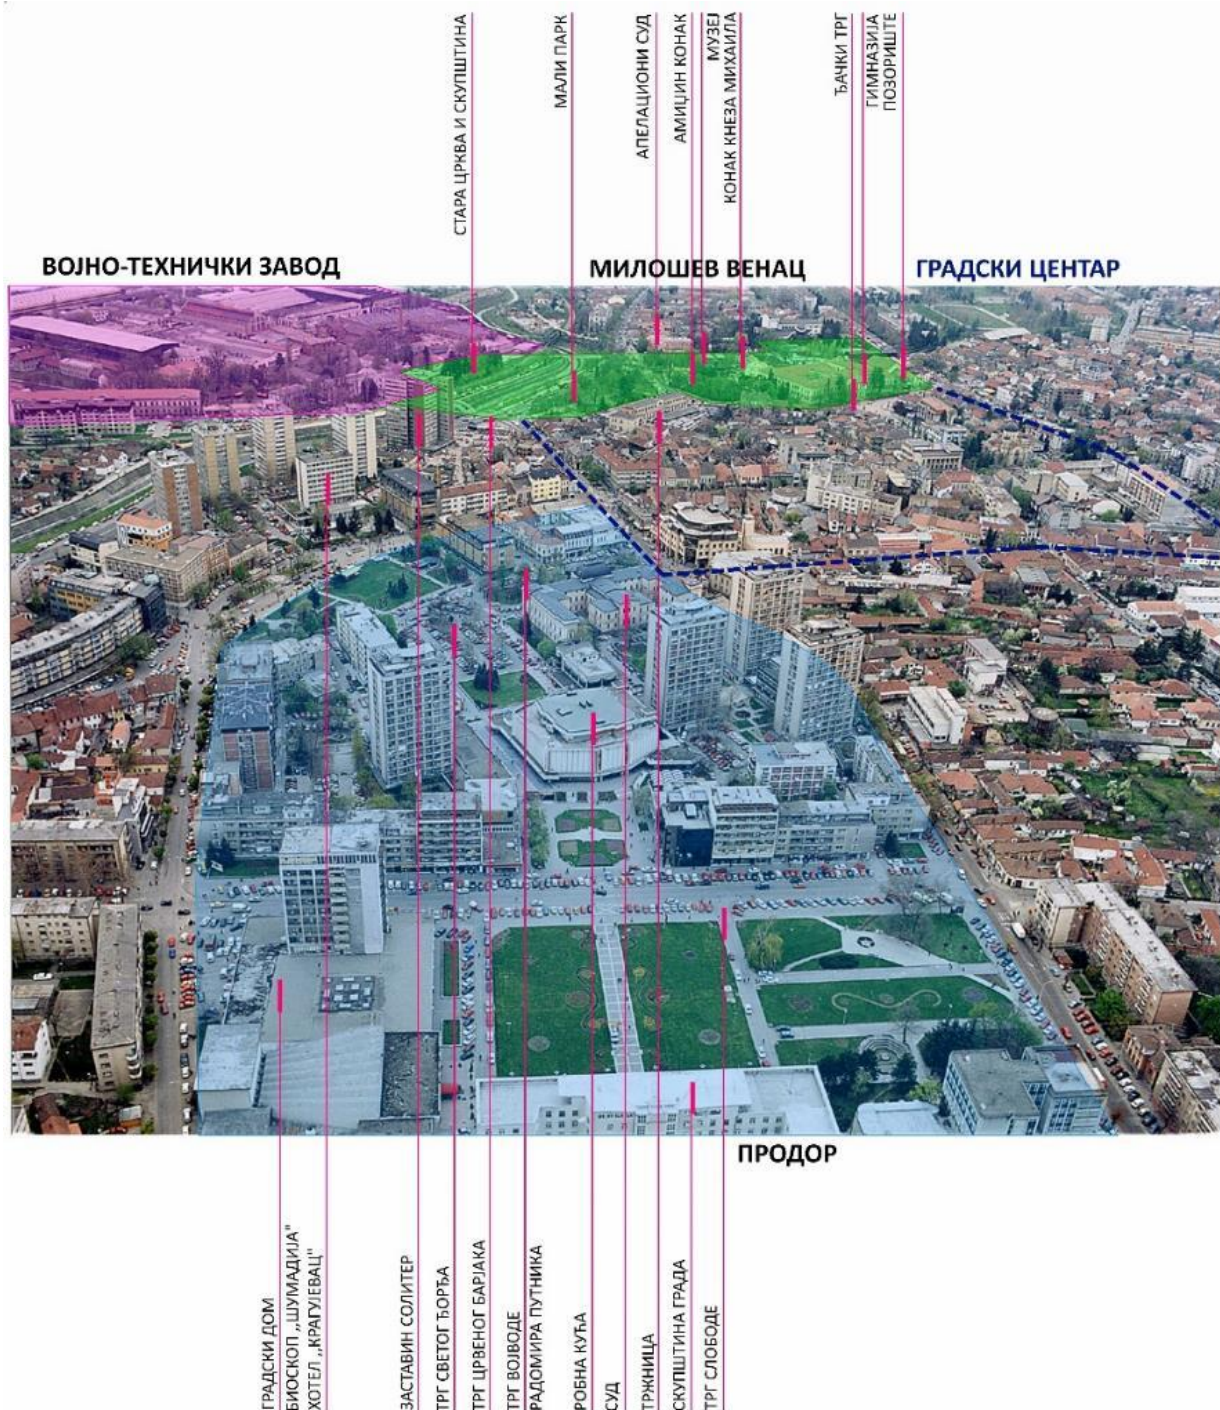 СТАРА ЦРКВА И СКУПШТИНА
МАЛИ ПАРК
АПЕЛАЦИОНИ СУД
АМИЏИН КОНАК
МУЗЕЈ
КОНАК КНЕЗА МИХАИЛА
ЂАЧКИ ТРГ
ГИМНАЗИЈА
ПОЗОРИШТЕ
ВОЈНО-ТЕХНИЧКИ ЗАВОД
МИЛОШЕВ ВЕНАЦ
ГРАДСКИ ЦЕНТАР
ПРОДОР
ГРАДСКИ ДОМ
БИОСКОП ,,ШУМАДИЈА"
ХОТЕЛ ,,КРАГУЈЕВАЦ"
ЗАСТАВИН СОЛИТЕР
ТРГ СВЕТОГ ЂОРЂА
ТРГ ЦРВЕНОГ БАРЈАКА
ТРГ ВОЈВОДЕ
РАДОМИРА ПУТНИКА
РОБНА КУЋА
СУД
ТРЖНИЦА
СКУПШТИНА ГРАДА
ТРГ СЛОБОДЕ